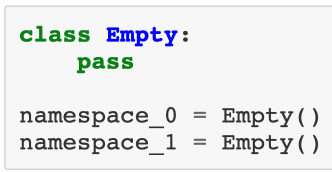 class Empty:
    pass

namespace_0 = Empty()
namespace_1 = Empty()